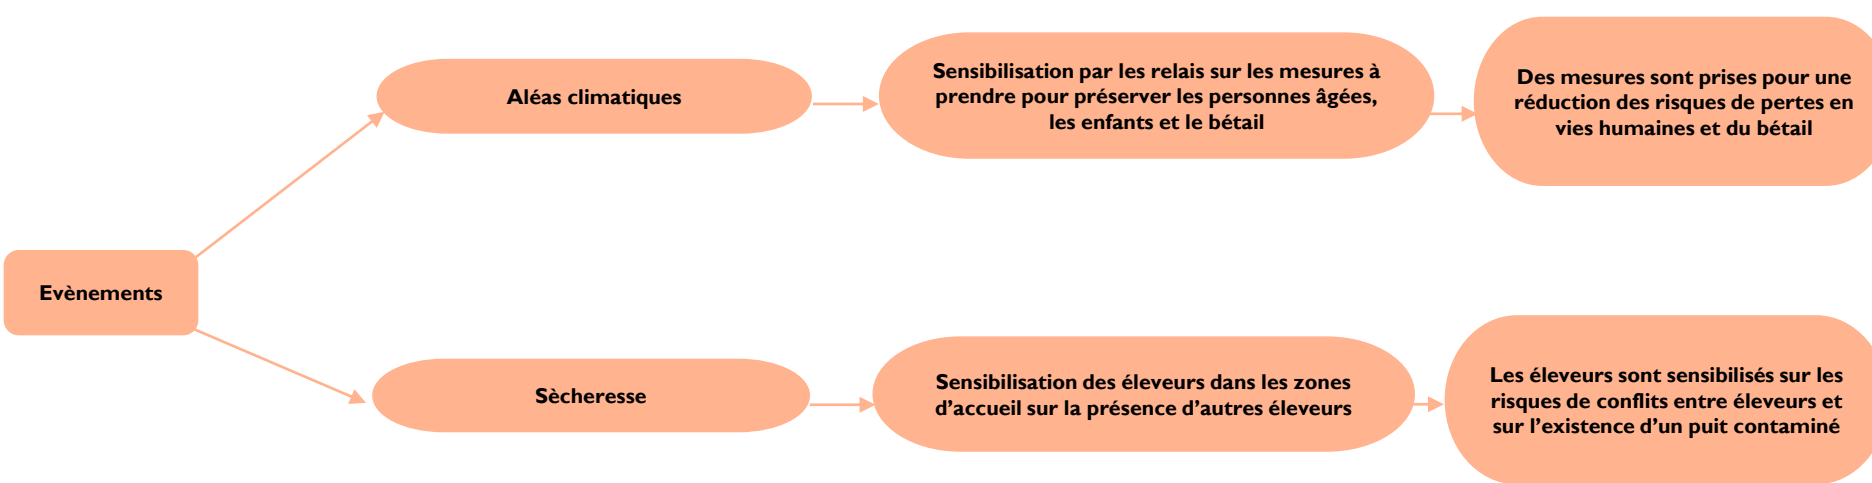 Aléas climatiques
Sensibilisation par les relais sur les mesures à
prendre pour préserver les personnes âgées,
les enfants et le bétail
Des mesures sont prises pour une
réduction des risques de pertes en
vies humaines et du bétail
Evènements
Sècheresse
Sensibilisation des éleveurs dans les zones
d’accueil sur la présence d’autres éleveurs
Les éleveurs sont sensibilisés sur les
risques de conflits entre éleveurs et
sur l’existence d’un puit contaminé